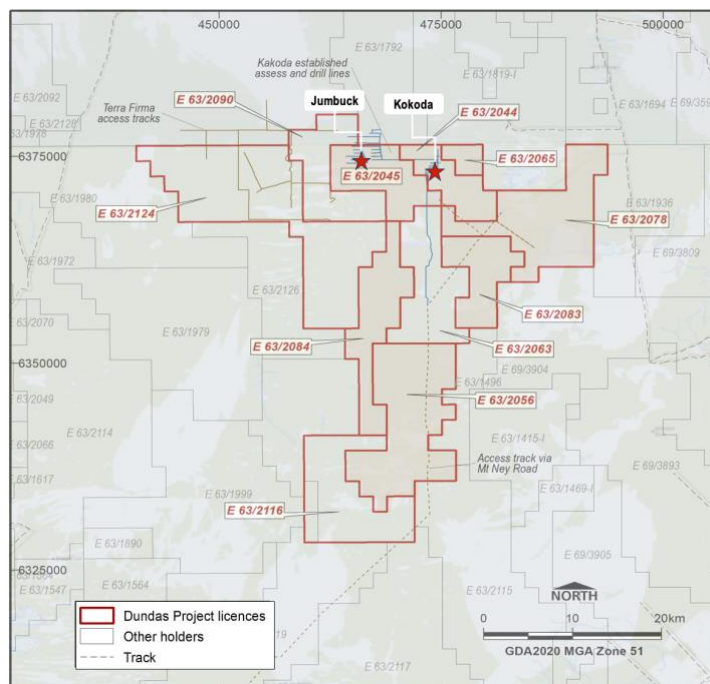 450000
475000
500000
E 63/1792
Kakoda established
assess and drill lines
E 63/2092
E 63/2090
E 63/1819-I
E 63/1694
Terra Firma
access tracks
Jumbuck
Kokoda
E 63/2044
E 63/2065
6375000
E 63/2045
E 63/1980
E 63/2124
E 63/1936
E 63/2078
E 69/3809
E 63/1972
E 63/2126
E 63/2083
E 63/2070
E 63/1979
E 63/2084
E 63/2063
6350000
E 69/3904
E 63/1496
E 63/2049
E 63/2056
E 63/2114
E 63/1415-I
E 63/2066
Access track via
Mt Ney Road
E 69/3893
E 63/1617
E 63/1999
E 63/1469-I
E 63/2116
E 63/1890
E 69/3905
6325000
E 63/1547
E 63/1564
E 63/2115
NORTH
Dundas Project licences
Other holders
Track
0 10 20km
GDA2020 MGA Zone 51
E 63/2117